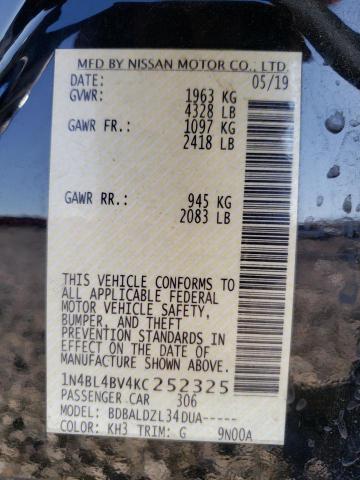 MFD BY NISSAN MOTOR CO., LTD.
DATE: 05/19
GVWR: 1963 KG
4328 LB
GAWR FR.: 1097 KG
2418 LB
GAWR RR.: 945 KG
2083 LB
THIS VEHICLE CONFORMS TO
ALL APPLICABLE FEDERAL
MOTOR VEHICLE SAFETY,
BUMPER, AND THEFT
PREVENTION STANDARDS IN
EFFECT ON THE DATE OF
MANUFACTURE SHOWN ABOVE.
1N4BL4BV4KC252325
PASSENGER CAR 306
MODEL: BDBALDZL34DUA-----
COLOR: KH3 TRIM: G 9N00A